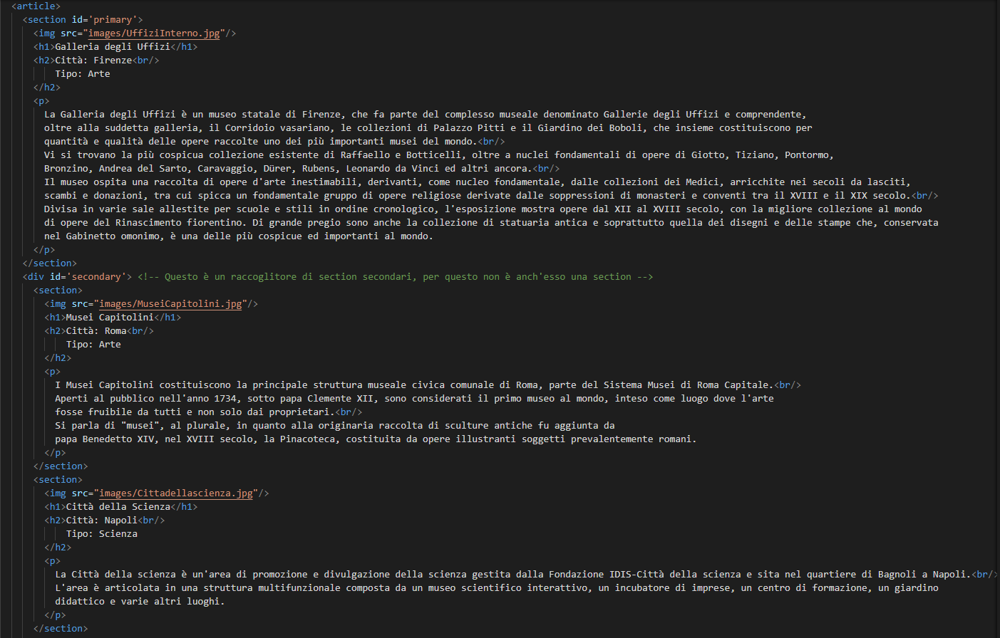 <article>
<section id='primary'>
<img src="images/UffiziInterno.jpg"/>
<h1>Galleria degli Uffizi</h1>
<h2>Città: Firenze<br/>
Tipo: Arte
</h2>
<p>
La Galleria degli Uffizi è un museo statale di Firenze, che fa parte del complesso museale denominato Gallerie degli Uffizi e comprendente,
oltre alla suddetta galleria, il Corridoio vasariano, le collezioni di Palazzo Pitti e il Giardino dei Boboli, che insieme costituiscono per
quantità e qualità delle opere raccolte uno dei più importanti musei del mondo.<br/>
Vi si trovano la più cospicua collezione esistente di Raffaello e Botticelli, oltre a nuclei fondamentali di opere di Giotto, Tiziano, Pontormo,
Bronzino, Andrea del Sarto, Caravaggio, Dürer, Rubens, Leonardo da Vinci ed altri ancora.<br/>
Il museo ospita una raccolta di opere d'arte inestimabili, derivanti, come nucleo fondamentale, dalle collezioni dei Medici, arricchite nei secoli da lasciti,
scambi e donazioni, tra cui spicca un fondamentale gruppo di opere religiose derivate dalle soppressioni di monasteri e conventi tra il XVIII e il XIX secolo.<br/>
Divisa in varie sale allestite per scuole e stili in ordine cronologico, l'esposizione mostra opere dal XII al XVIII secolo, con la migliore collezione al mondo
di opere del Rinascimento fiorentino. Di grande pregio sono anche la collezione di statuaria antica e soprattutto quella dei disegni e delle stampe che, conservata
nel Gabinetto omonimo, è una delle più cospicue ed importanti al mondo.
</p>
</section>
<div id='secondary'> <!-- Questo è un raccoglitore di section secondari, per questo non è anch'esso una section -->
<section>
<img src="images/MuseiCapitolini.jpg"/>
<h1>Musei Capitolini</h1>
<h2>Città: Roma<br/>
Tipo: Arte
</h2>
<p>
I Musei Capitolini costituiscono la principale struttura museale civica comunale di Roma, parte del Sistema Musei di Roma Capitale.<br/>
Aperti al pubblico nell'anno 1734, sotto papa Clemente XII, sono considerati il primo museo al mondo, inteso come luogo dove l'arte
fosse fruibile da tutti e non solo dai proprietari.<br/>
Si parla di "musei", al plurale, in quanto alla originaria raccolta di sculture antiche fu aggiunta da
papa Benedetto XIV, nel XVIII secolo, la Pinacoteca, costituita da opere illustranti soggetti prevalentemente romani.
</p>
</section>
<section>
<img src="images/Cittadellascienza.jpg"/>
<h1>Città della Scienza</h1>
<h2>Città: Napoli<br/>
Tipo: Scienza
</h2>
<p>
La Città della scienza è un'area di promozione e divulgazione della scienza gestita dalla Fondazione IDIS-Città della scienza e sita nel quartiere di Bagnoli a Napoli.<br/>
L'area è articolata in una struttura multifunzionale composta da un museo scientifico interattivo, un incubatore di imprese, un centro di formazione, un giardino
didattico e varie altri luoghi.
</p>
</section>